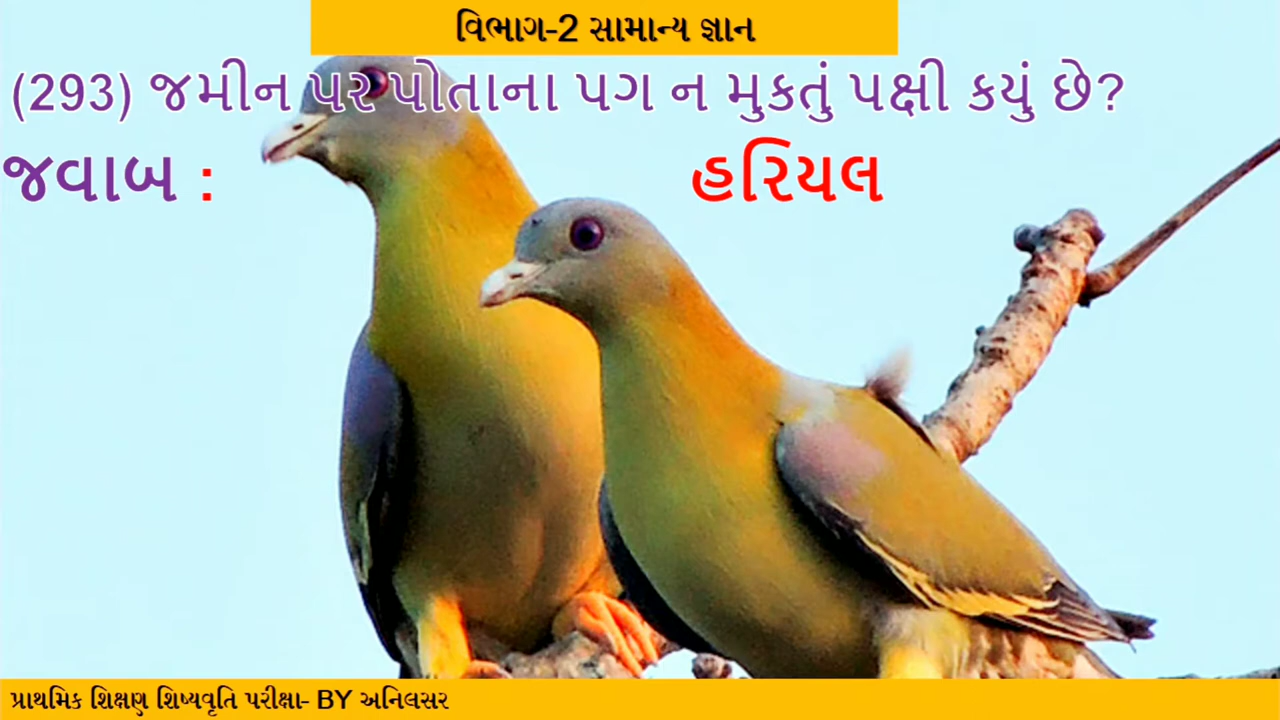 વિભાગ-2 સામાન્ય જ્ઞાન
(293) જમીન પર પોતાના પગ ન મુકતું પક્ષી કયું છે?
જવાબ : હરિયલ
પ્રાથમિક શિક્ષણ શિષ્યવૃતિ પરીક્ષા- BY અનિલસર